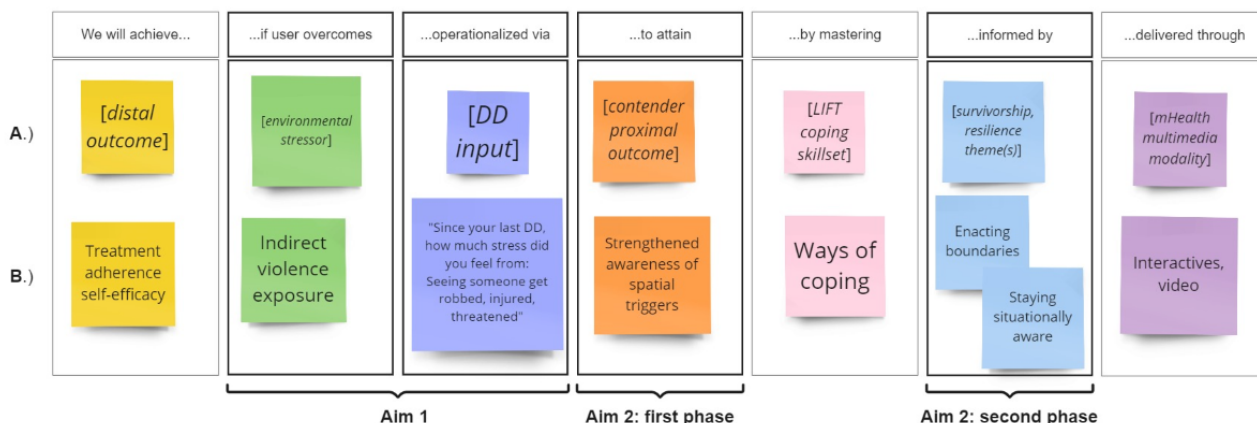 We will achieve...
...if user overcomes
...operationalized via
...to attain
...by mastering
...informed by
...delivered through
A.)
[distal
outcome]
[environmental
stressor]
[DD
input]
[contender
proximal
outcome]
[LIFT
coping
skillset]
[survivorship,
resilience
theme(s)]
[mHealth
multimedia
modality]
B.)
Treatment
adherence
self-efficacy
Indirect
violence
exposure
"Since your last DD,
how much stress did
you feel from:
Seeing someone get
robbed, injured,
threatened"
Strengthened
awareness of
spatial
triggers
Ways of
coping
Enacting
boundaries
Staying
situationally
aware
Interactives,
video
Aim 1
Aim 2: first phase
Aim 2: second phase